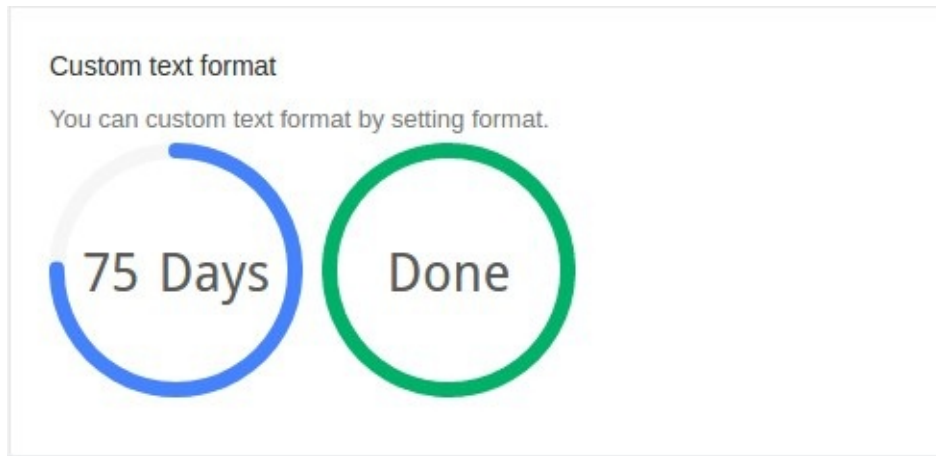 Custom text format
You can custom text format by setting format.
75 Days
Done